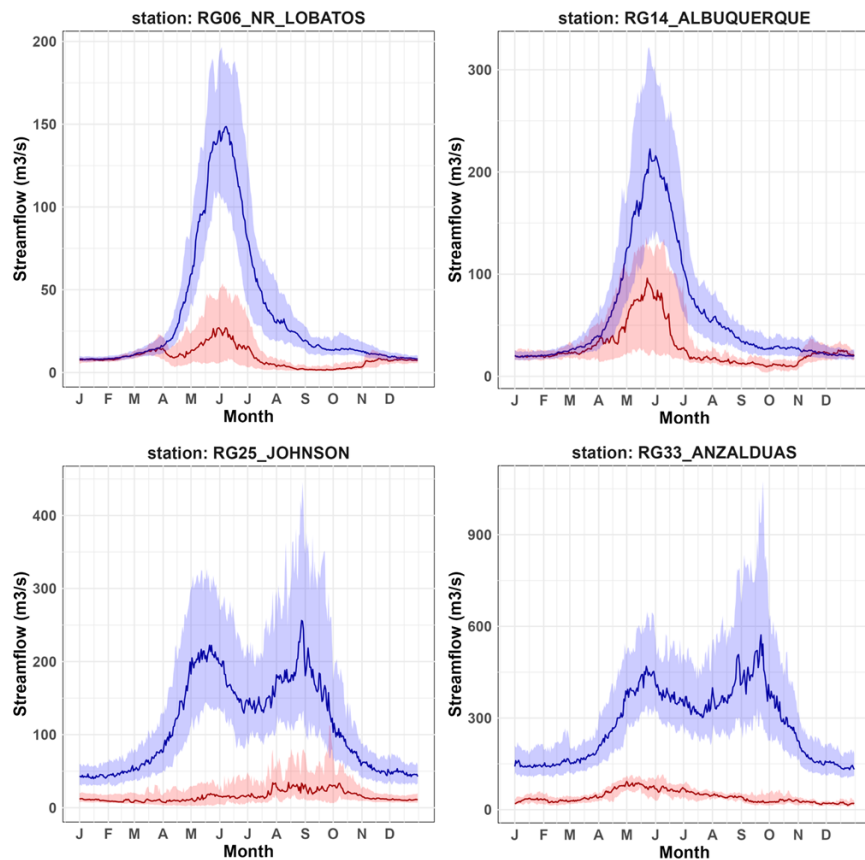 station: RG06_NR_LOBATOS
200
150
100
50
0
Streamflow (m3/s)
J F M A M J J A S O N D
Month
station: RG14_ALBUQUERQUE
300
200
100
0
Streamflow (m3/s)
J F M A M J J A S O N D
Month
station: RG25_JOHNSON
400
300
200
100
0
Streamflow (m3/s)
J F M A M J J A S O N D
Month
station: RG33_ANZALDUAS
900
600
300
0
Streamflow (m3/s)
J F M A M J J A S O N D
Month